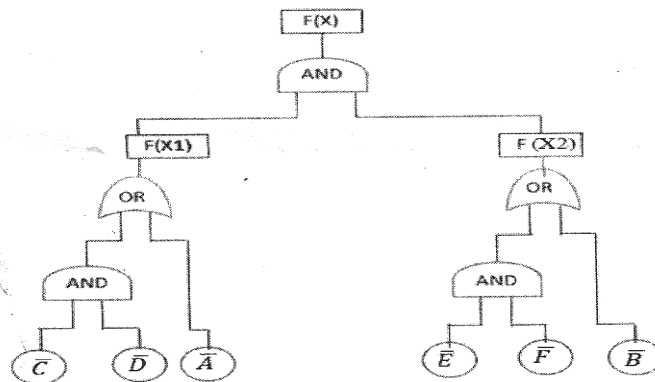 F(X)
AND
F(X1)
F (X2)
OR
OR
AND
AND
C̅
D̅
A̅
E̅
F̅
B̅